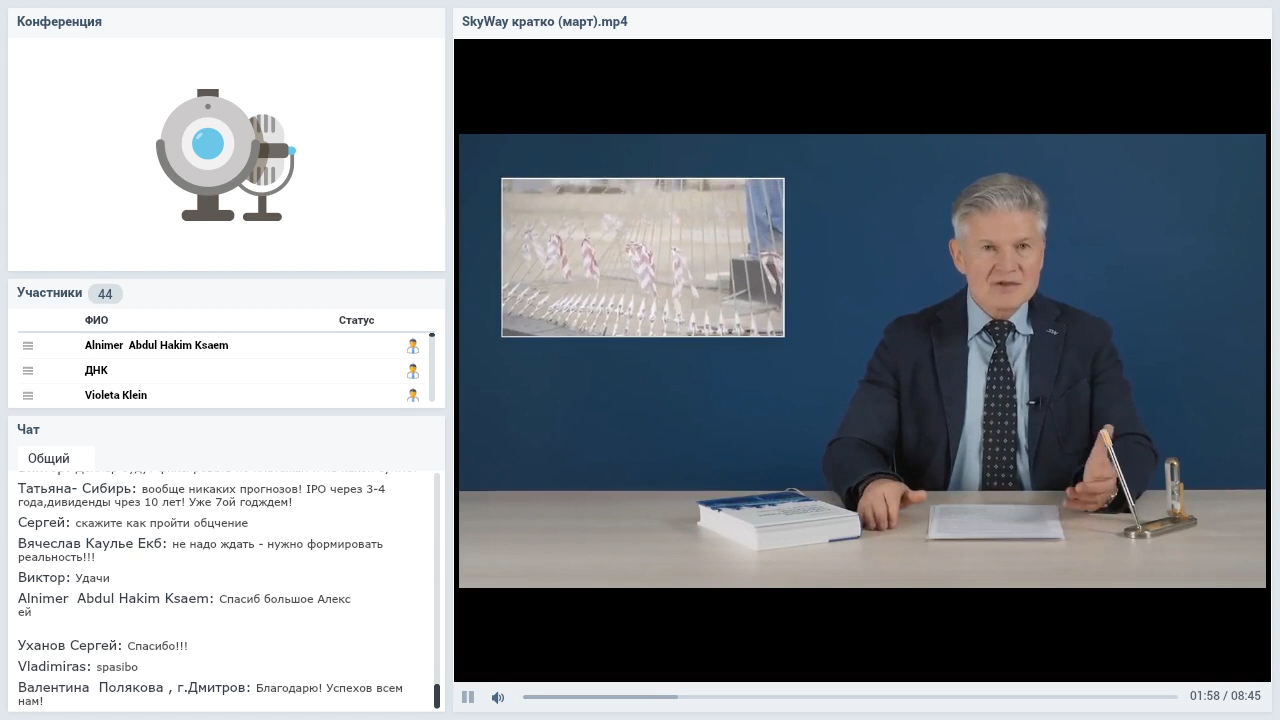 Конференция
SkyWay кратко (март).mp4
Участники 44
ФИО Статус
Alnimer Abdul Hakim Ksaem
ДНК
Violeta Klein
Чат
Общий
Татьяна- Сибирь: вообще никаких прогнозов! IPO через 3-4
года,дивиденды чрез 10 лет! Уже 7ой годждем!
Сергей: скажите как пройти обцчение
Вячеслав Каулье Екб: не надо ждать - нужно формировать
реальность!!!
Виктор: Удачи
Alnimer Abdul Hakim Ksaem: Спасиб большое Алекс
ей
Уханов Сергей: Спасибо!!!
Vladimiras: spasibo
Валентина Полякова , г.Дмитров: Благодарю! Успехов всем
нам!
01:58 / 08:45